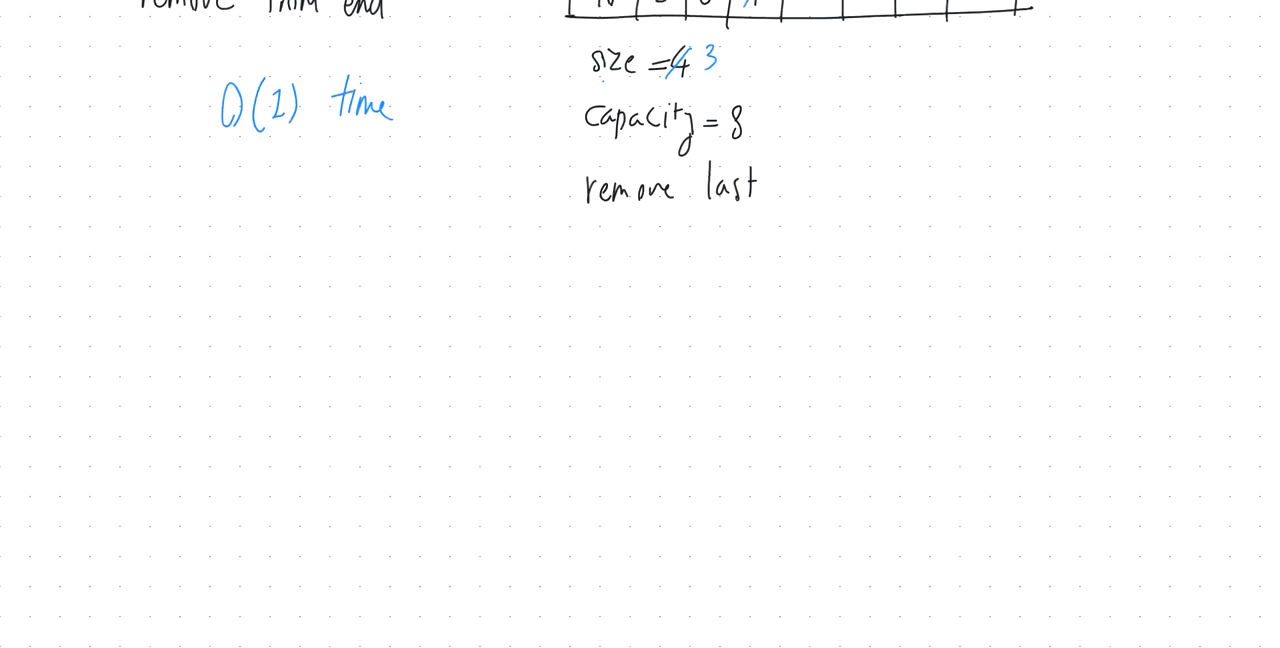 remove from end
size = 4 3
O(1) time
capacity = 8
remove last